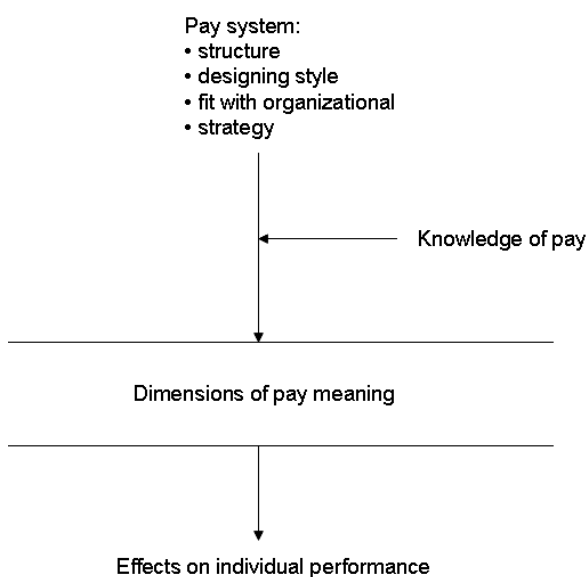 Pay system:
• structure
• designing style
• fit with organizational
• strategy
Knowledge of pay
Dimensions of pay meaning
Effects on individual performance